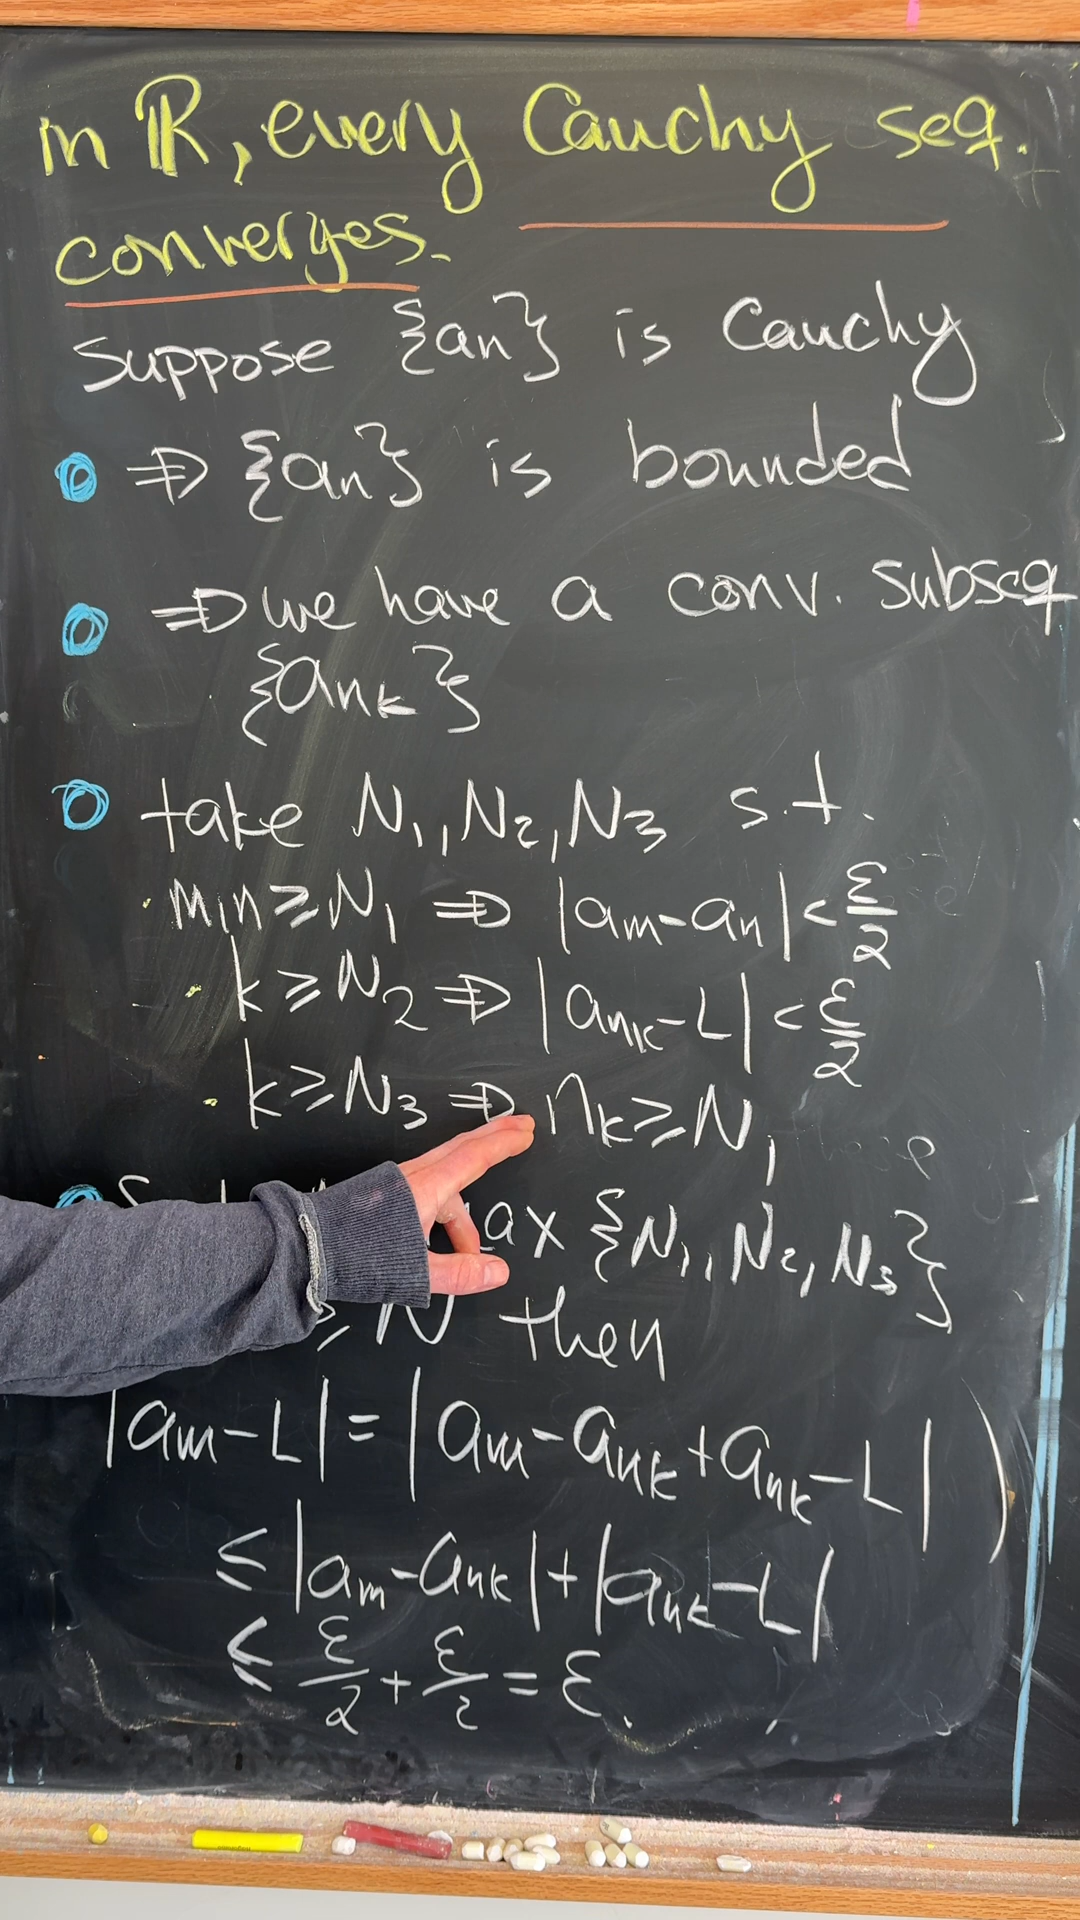 in ℝ, every Cauchy seq.
converges.
Suppose {an} is Cauchy
⇒ {an} is bounded
⇒ we have a conv. subseq
{ank}
take N1, N2, N3 s.t.
m,n ≥ N1 ⇒ |am-an| < ε/2
k ≥ N2 ⇒ |ank-L| < ε/2
k ≥ N3 ⇒ nk ≥ N1
{N1, N2, N3}
≥ N then
|am-L| = |am-ank+ank-L|
≤ |am-ank|+|ank-L|
< ε/2 + ε/2 = ε.